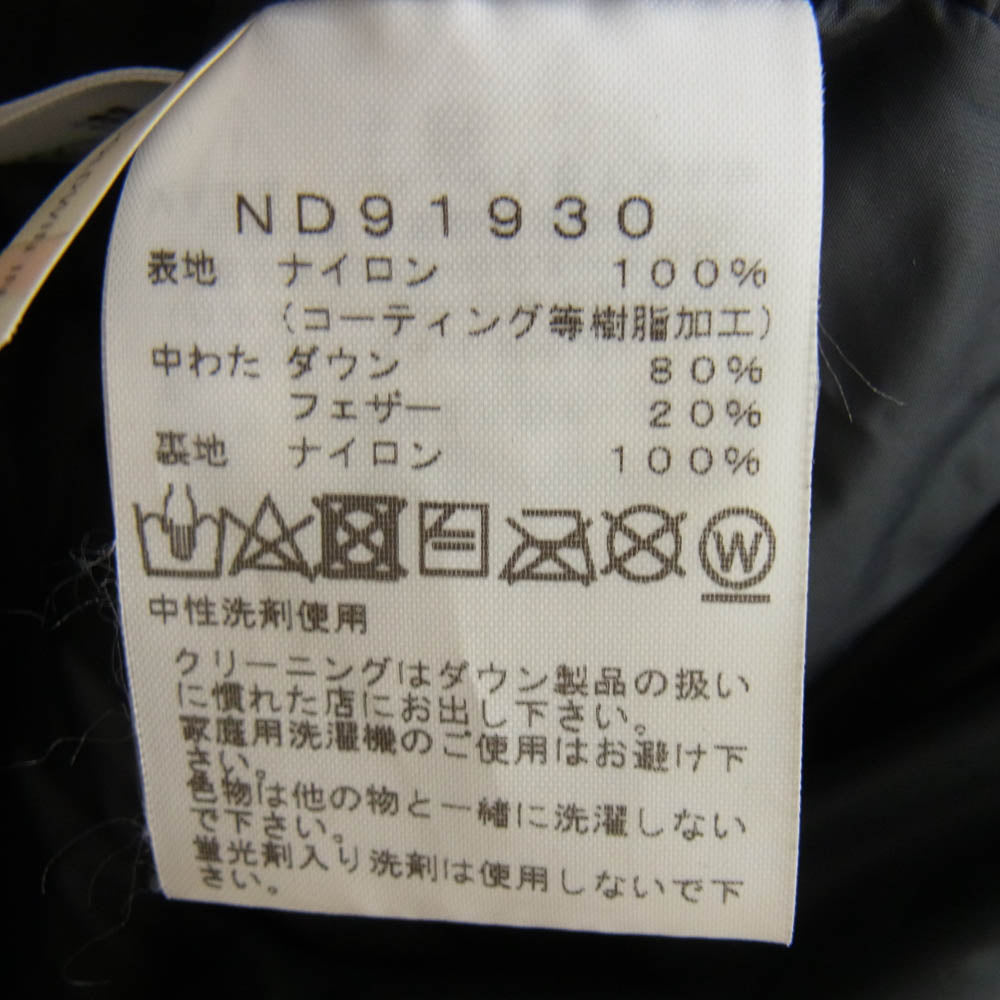 ND91930
表地 ナイロン 100%
(コーティング等樹脂加工)
中わた ダウン 80%
フェザー 20%
裏地 ナイロン 100%
W
中性洗剤使用
クリーニングはダウン製品の扱い
に慣れた店にお出し下さい。
家庭用洗濯機のご使用はお避け下
さい。
色物は他の物と一緒に洗濯しない
で下さい。
蛍光剤入り洗剤は使用しないで下
さい。